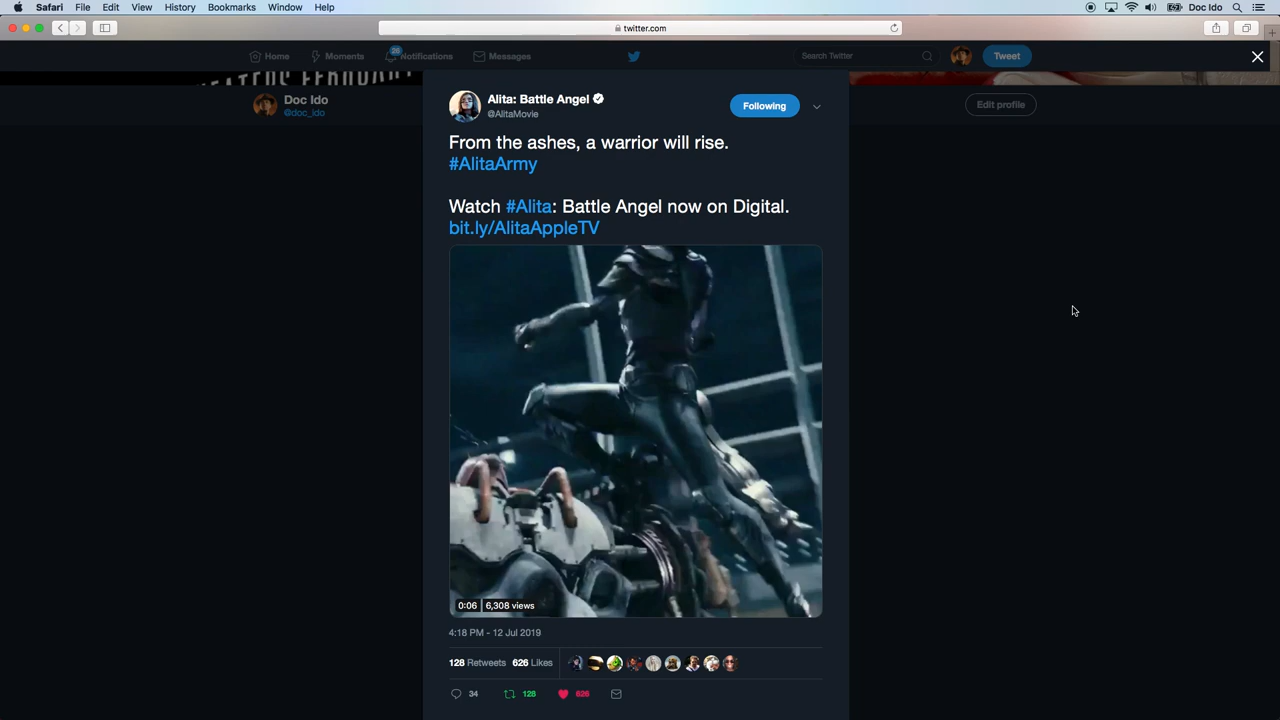 Safari File Edit View History Bookmarks Window Help Doc Ido
twitter.com
Home Moments 26 Notifications Messages Search Twitter Tweet
Doc Ido
@doc_ido
Edit profile
Alita: Battle Angel
@AlitaMovie
Following
From the ashes, a warrior will rise.
#AlitaArmy
Watch #Alita: Battle Angel now on Digital.
bit.ly/AlitaAppleTV
0:06 6,308 views
4:18 PM - 12 Jul 2019
128 Retweets 626 Likes
34 128 626